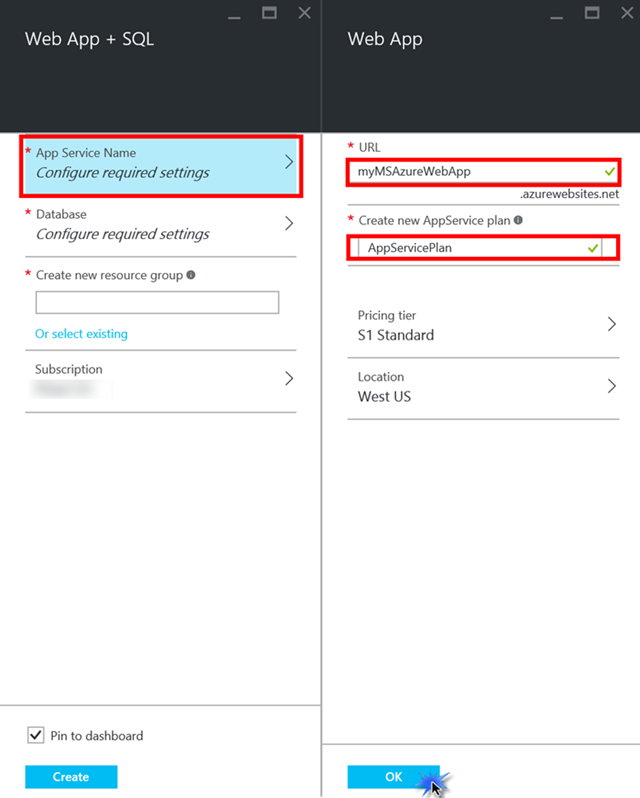 Web App + SQL
* App Service Name
Configure required settings
* Database
Configure required settings
* Create new resource group
Or select existing
Subscription
Pin to dashboard
Create
Web App
* URL
myMSAzureWebApp
.azurewebsites.net
* Create new AppService plan
AppServicePlan
Pricing tier
S1 Standard
Location
West US
OK